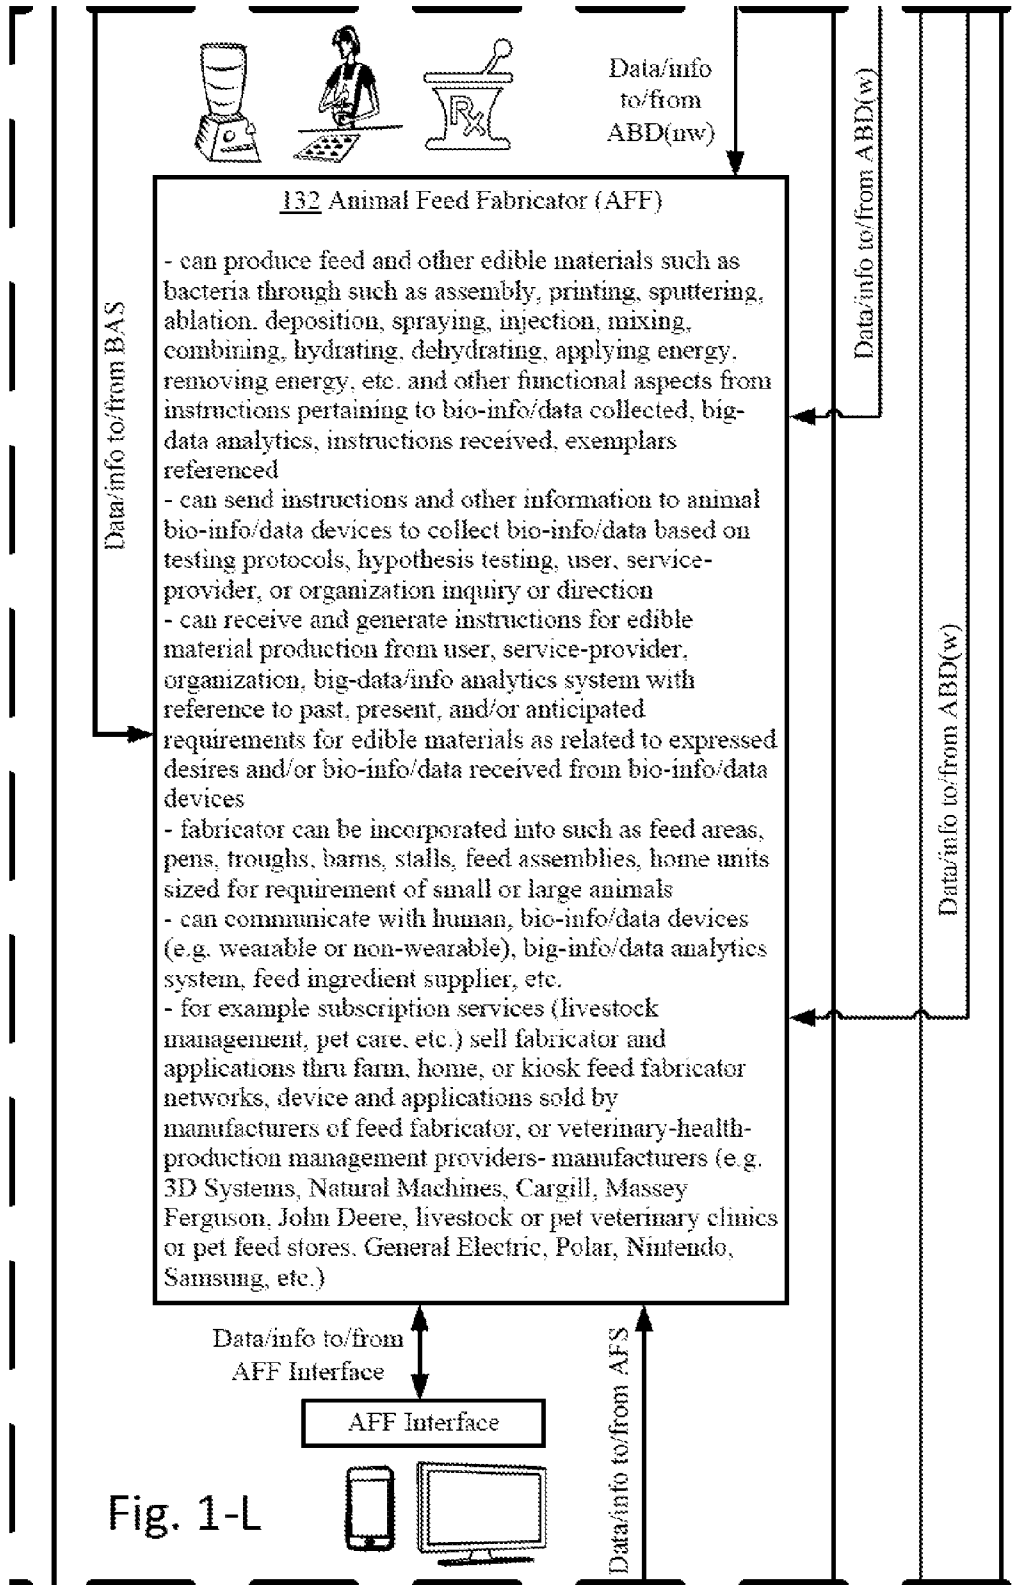 Rx
Data/info
to/from
ABD(nw)
Data/info to/from ABD(w)
132 Animal Feed Fabricator (AFF)
- can produce feed and other edible materials such as
bacteria through such as assembly, printing, sputtering,
ablation, deposition, spraying, injection, mixing,
combining, hydrating, dehydrating, applying energy,
removing energy, etc. and other functional aspects from
instructions pertaining to bio-info/data collected, big-
data analytics, instructions received, exemplars
referenced
- can send instructions and other information to animal
bio-info/data devices to collect bio-info/data based on
testing protocols, hypothesis testing, user, service-
provider, or organization inquiry or direction
- can receive and generate instructions for edible
material production from user, service-provider,
organization, big-data/info analytics system with
reference to past, present, and/or anticipated
requirements for edible materials as related to expressed
desires and/or bio-info/data received from bio-info/data
devices
- fabricator can be incorporated into such as feed areas,
pens, troughs, barns, stalls, feed assemblies, home units
sized for requirement of small or large animals
- can communicate with human, bio-info/data devices
(e.g. wearable or non-wearable), big-info/data analytics
system, feed ingredient supplier, etc.
- for example subscription services (livestock
management, pet care, etc.) sell fabricator and
applications thru farm, home, or kiosk feed fabricator
networks, device and applications sold by
manufacturers of feed fabricator, or veterinary-health-
production management providers- manufacturers (e.g.
3D Systems, Natural Machines, Cargill, Massey
Ferguson, John Deere, livestock or pet veterinary clinics
or pet feed stores, General Electric, Polar, Nintendo,
Samsung, etc.)
Data/info to/from BAS
Data/info to/from ABD(w)
Data/info to/from
AFF Interface
AFF Interface
Data/info to/from AFS
Fig. 1-L